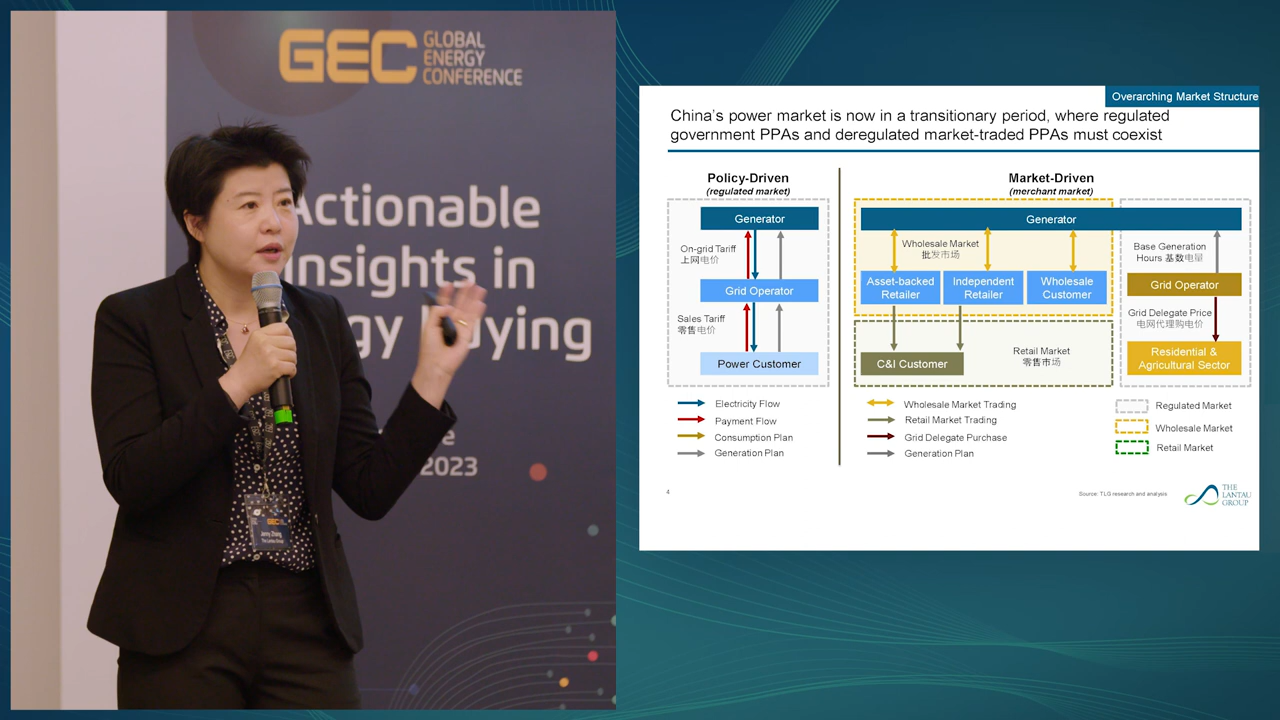 GEC GLOBAL
ENERGY
CONFERENCE
Actionable
Insights in
2023
GEC
Jenny Zhang
The Lantau Group
Overarching Market Structure
China's power market is now in a transitionary period, where regulated
government PPAs and deregulated market-traded PPAs must coexist
Policy-Driven
(regulated market)
Generator
On-grid Tariff
上网电价
Grid Operator
Sales Tariff
零售电价
Power Customer
Electricity Flow
Payment Flow
Consumption Plan
Generation Plan
Market-Driven
(merchant market)
Generator
Wholesale Market
批发市场
Asset-backed
Retailer
Independent
Retailer
Wholesale
Customer
C&I Customer
Retail Market
零售市场
Base Generation
Hours 基数电量
Grid Operator
Grid Delegate Price
电网代理购电价
Residential &
Agricultural Sector
Wholesale Market Trading
Retail Market Trading
Grid Delegate Purchase
Generation Plan
Regulated Market
Wholesale Market
Retail Market
4
Source: TLG research and analysis
THE
LANTAU
GROUP